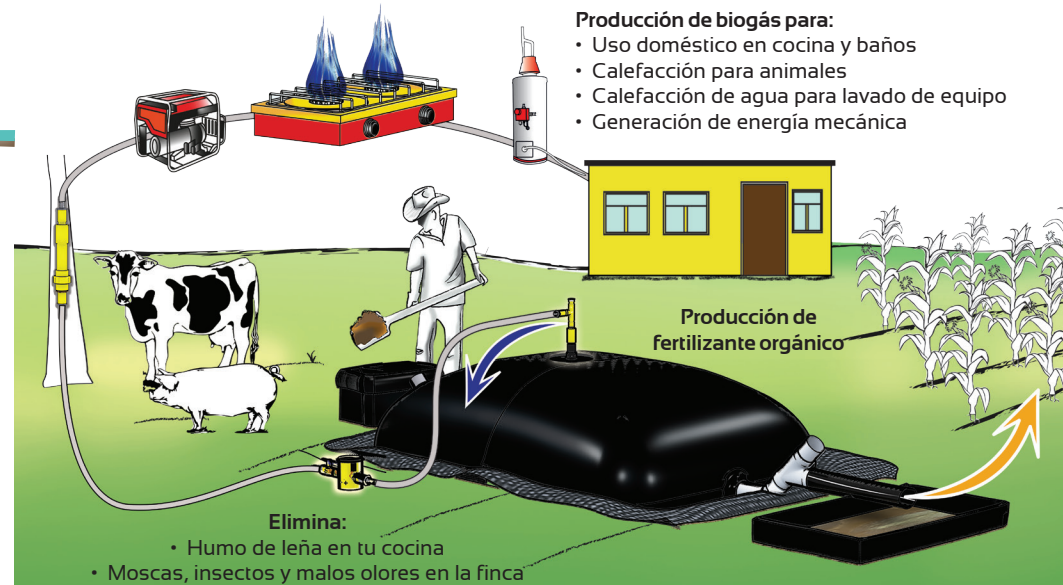 Producción de biogás para:
• Uso doméstico en cocina y baños
• Calefacción para animales
• Calefacción de agua para lavado de equipo
• Generación de energía mecánica
Producción de
fertilizante orgánico
Elimina:
• Humo de leña en tu cocina
• Moscas, insectos y malos olores en la finca